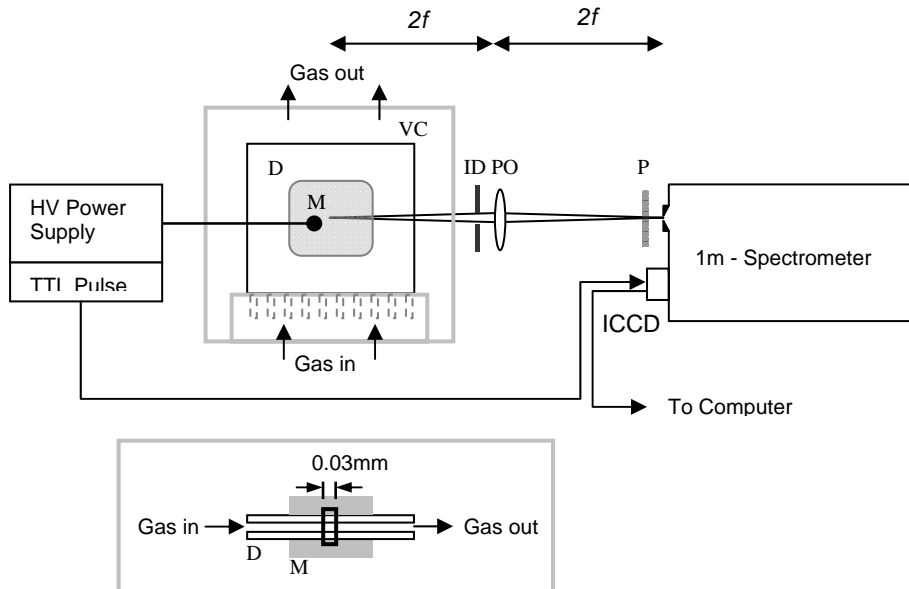 2f 2f
Gas out
VC
D
ID PO P
M
HV Power
Supply
1m - Spectrometer
TTL Pulse
ICCD
Gas in
To Computer
0.03mm
Gas in Gas out
D
M